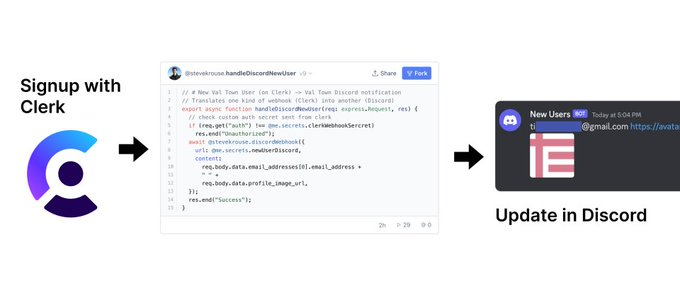 Signup with
Clerk
@stevekrouse.handleDiscordNewUser v9
Share
Fork
1 // # New Val Town User (on Clerk) -> Val Town Discord notification
2 // Translates one kind of webhook (Clerk) into another (Discord)
3 export async function handleDiscordNewUser(req: express.Request, res) {
4 // check custom auth secret sent from clerk
5 if (req.get("auth") !== @me.secrets.clerkWebhookSercret)
6 res.end("Unauthorized");
7 await @stevekrouse.discordWebhook({
8 url: @me.secrets.newUserDiscord,
9 content:
10 req.body.data.email_addresses[0].email_address +
11 " " +
12 req.body.data.profile_image_url,
13 });
14 res.end("Success");
15 }
2h 29 0
New Users BOT Today at 5:04 PM
ti @gmail.com https://avata
Update in Discord